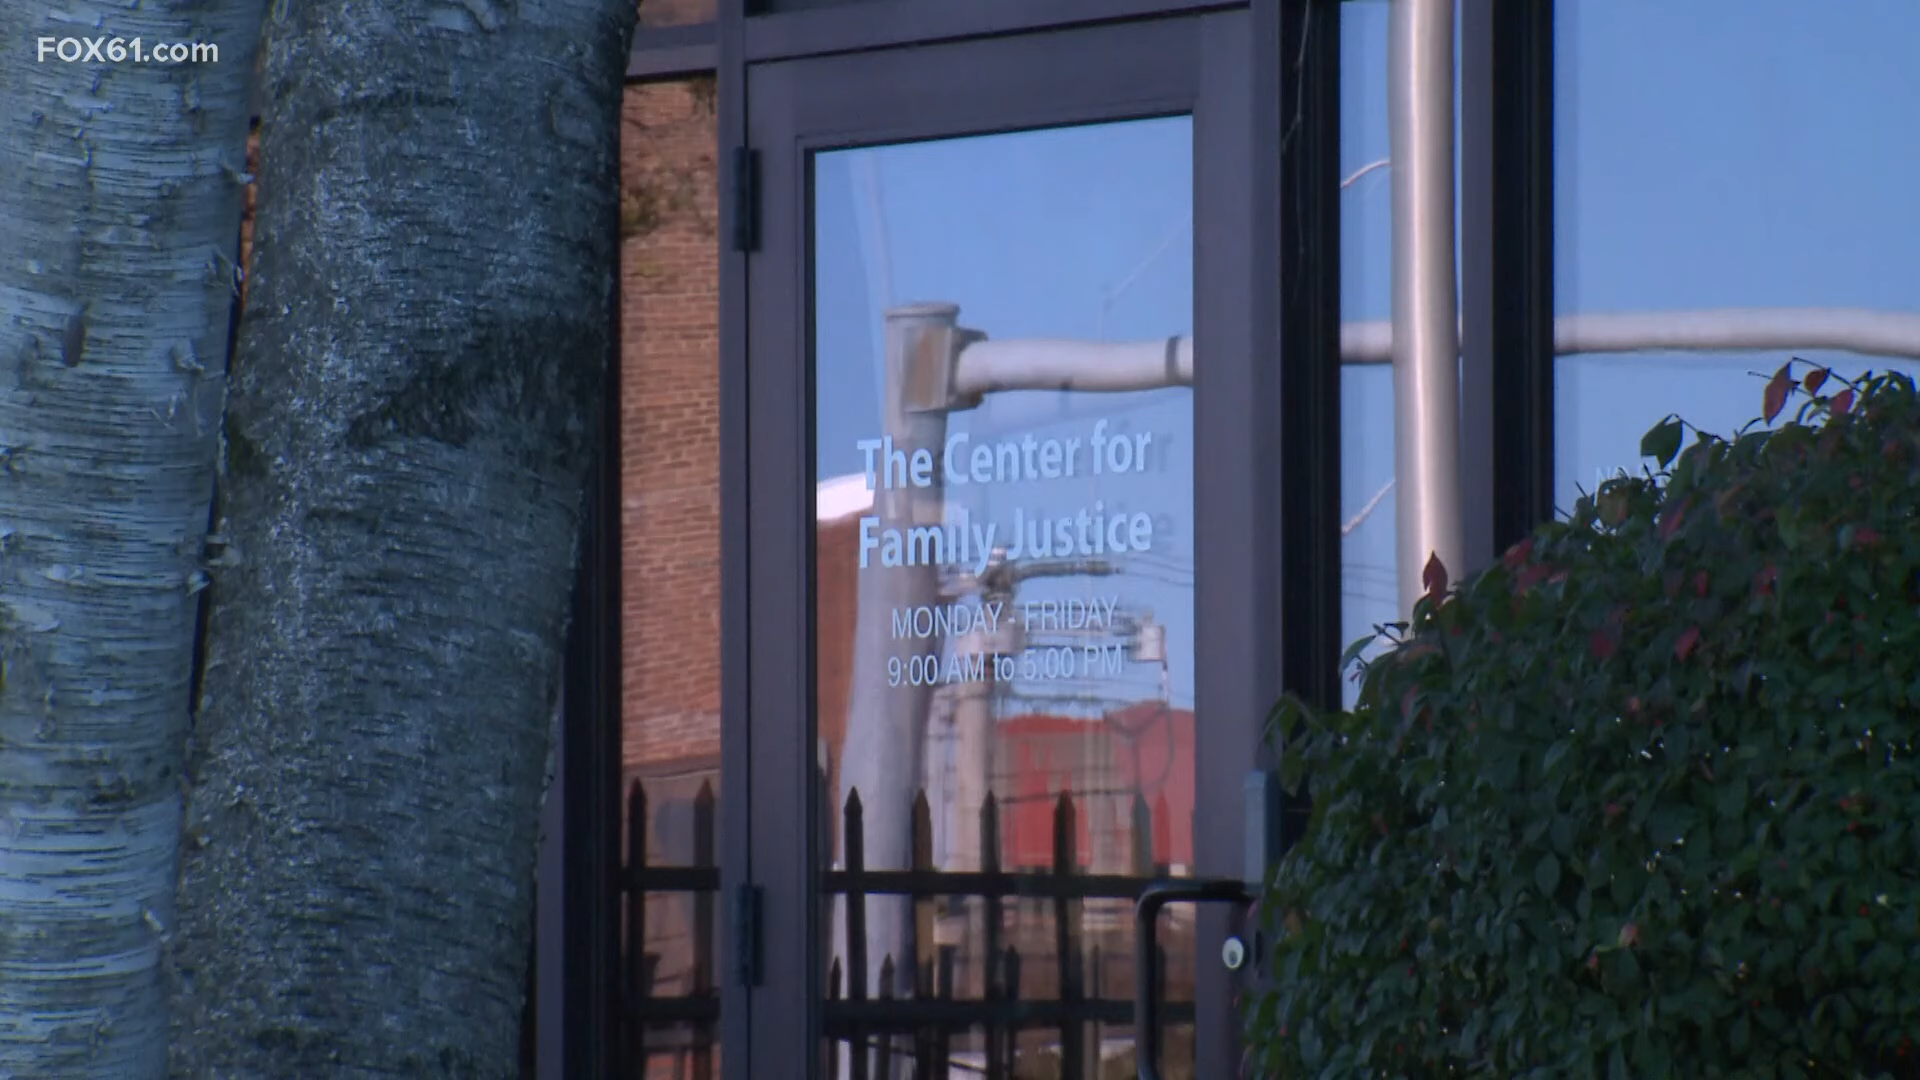 FOX61.com
The Center for
Family Justice
MONDAY - FRIDAY
9:00 AM to 5:00 PM